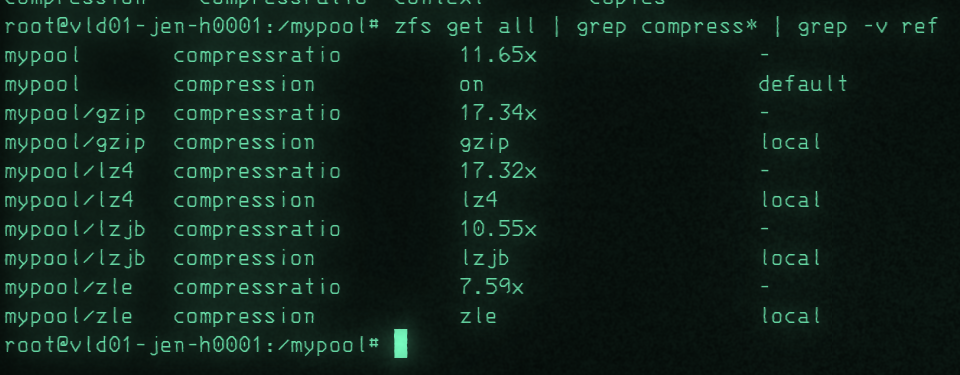 compression compressratio context copies
root@vld01-jen-h0001:/mypool# zfs get all | grep compress* | grep -v ref
mypool compressratio 11.65x -
mypool compression on default
mypool/gzip compressratio 17.34x -
mypool/gzip compression gzip local
mypool/lz4 compressratio 17.32x -
mypool/lz4 compression lz4 local
mypool/lzjb compressratio 10.55x -
mypool/lzjb compression lzjb local
mypool/zle compressratio 7.59x -
mypool/zle compression zle local
root@vld01-jen-h0001:/mypool#